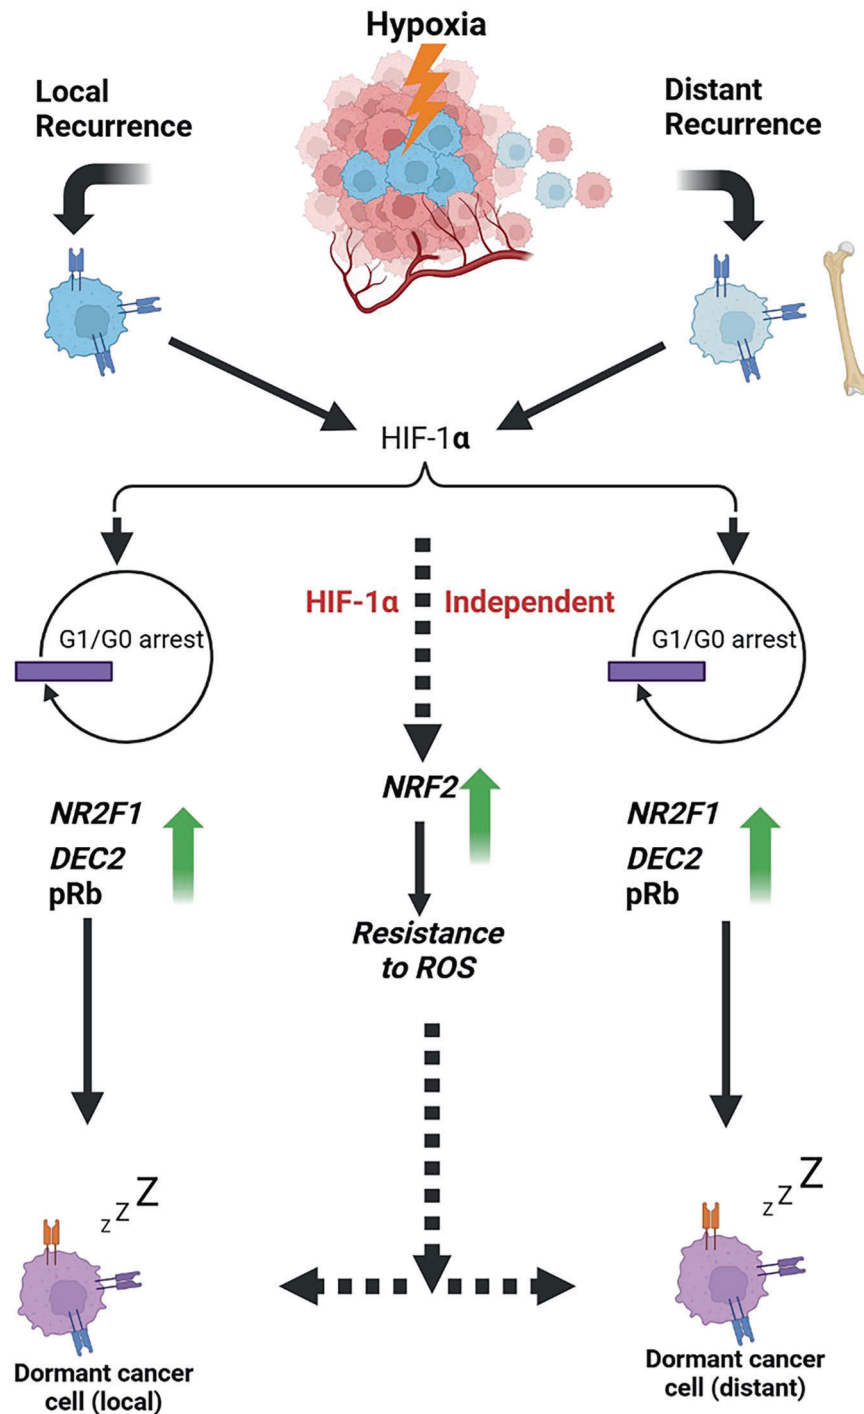 Hypoxia
Local
Recurrence
Distant
Recurrence
HIF-1α
HIF-1α Independent
G1/G0 arrest
G1/G0 arrest
NR2F1
DEC2
pRb
NRF2
Resistance
to ROS
NR2F1
DEC2
pRb
z z Z
z z Z
Dormant cancer
cell (local)
Dormant cancer
cell (distant)